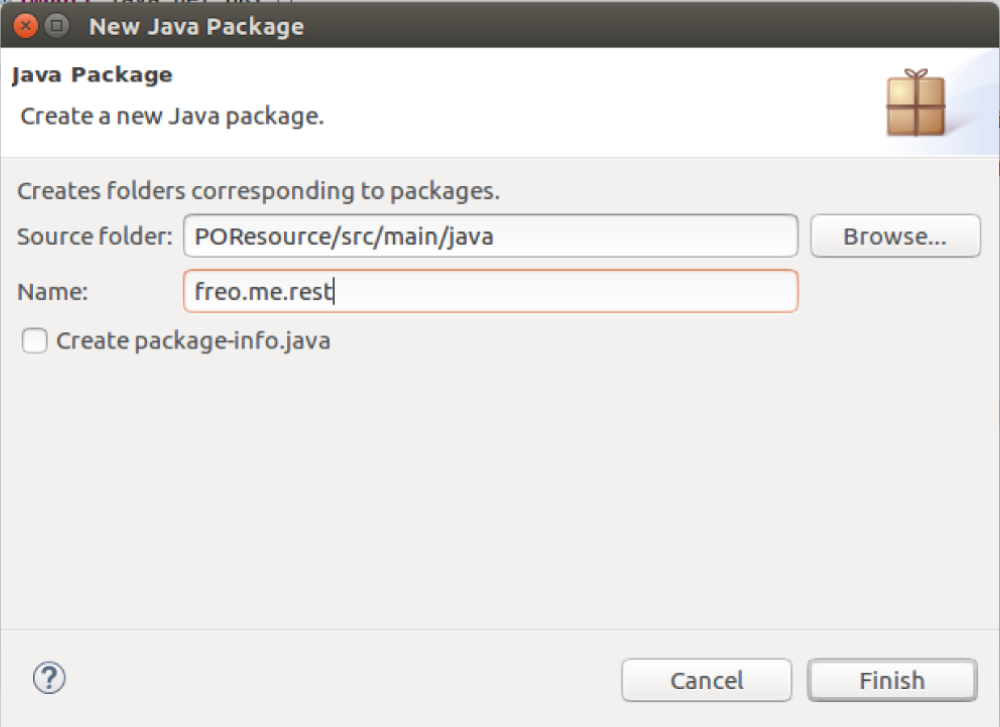 New Java Package
Java Package
Create a new Java package.
Creates folders corresponding to packages.
Source folder: POResource/src/main/java Browse...
Name: freo.me.rest
Create package-info.java
Cancel Finish